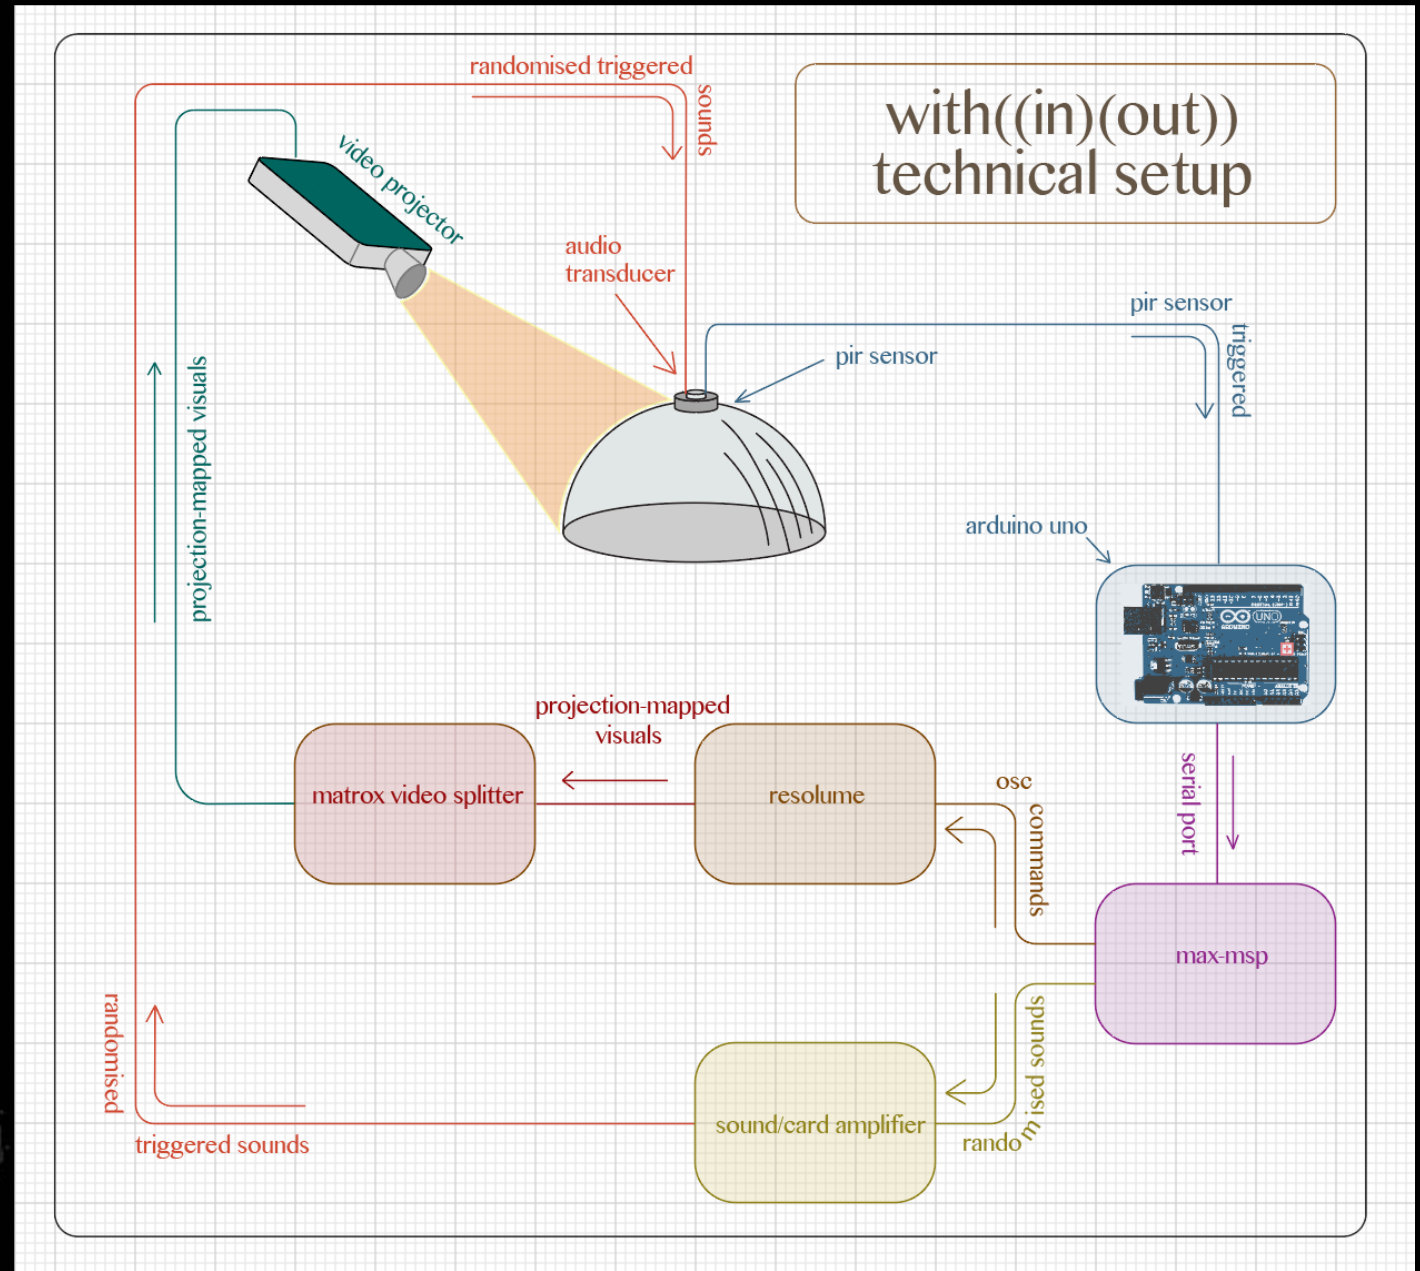 randomised triggered
sounds
with((in)(out))
technical setup
video projector
audio
transducer
pir sensor
triggered
pir sensor
projection-mapped visuals
arduino uno
UNO
projection-mapped
visuals
matrox video splitter
resolume
osc
commands
serial port
max-msp
randomised sounds
sound/card amplifier
randomised
triggered sounds